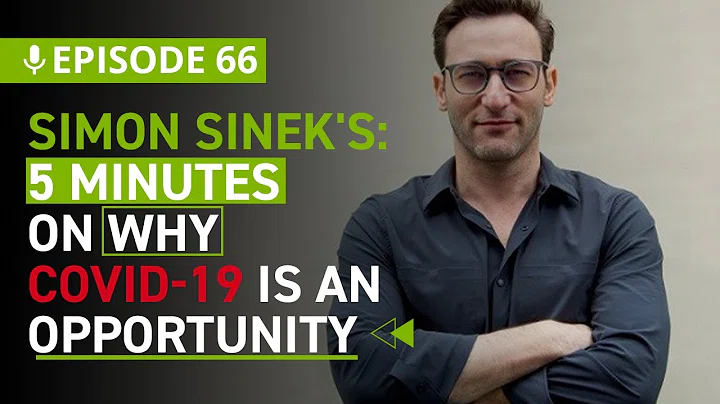 EPISODE 66
SIMON SINEK'S:
5 MINUTES
ON WHY
COVID-19 IS AN
OPPORTUNITY